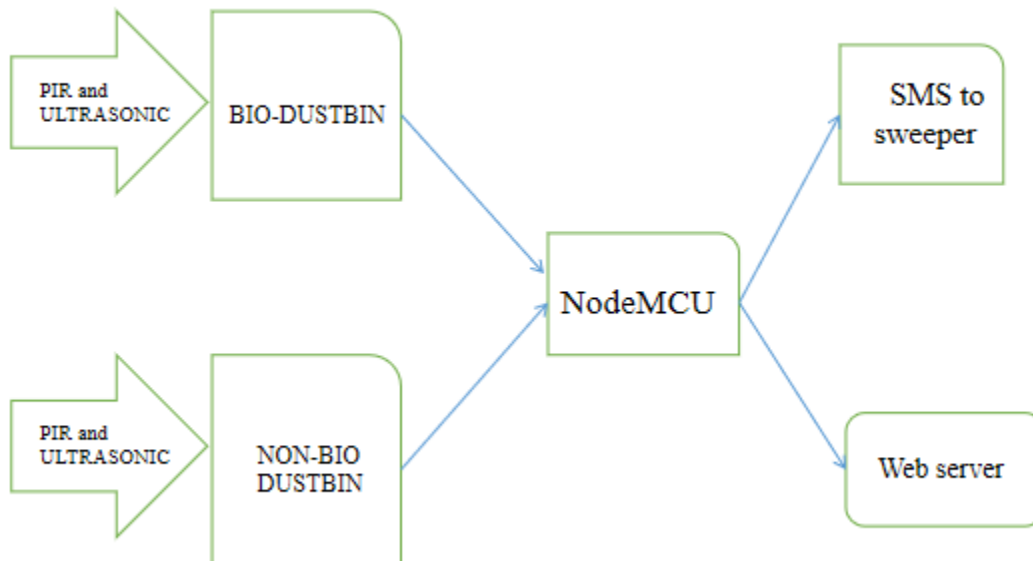 PIR and
ULTRASONIC
BIO-DUSTBIN
SMS to
sweeper
NodeMCU
PIR and
ULTRASONIC
NON-BIO
DUSTBIN
Web server